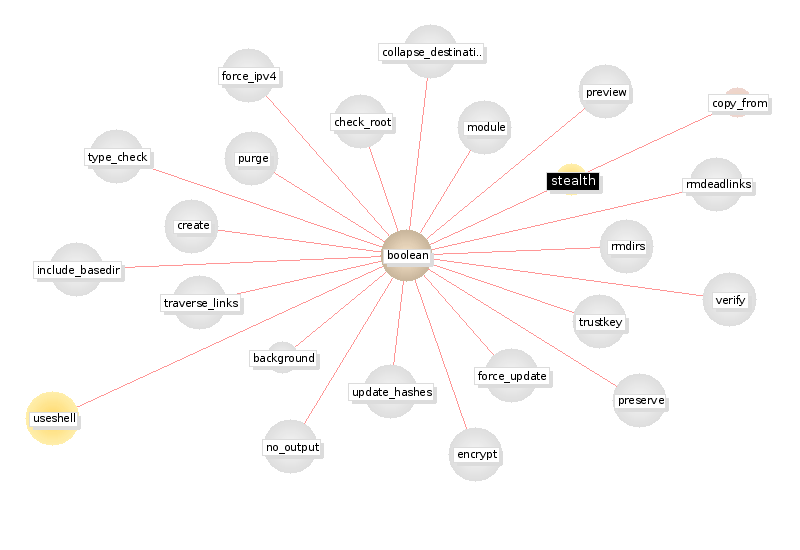 collapse_destinati..
force_ipv4
preview
copy_from
check_root
module
type_check
purge
stealth
rmdeadlinks
create
rmdirs
boolean
include_basedir
traverse_links
verify
trustkey
background
force_update
update_hashes
preserve
useshell
no_output
encrypt